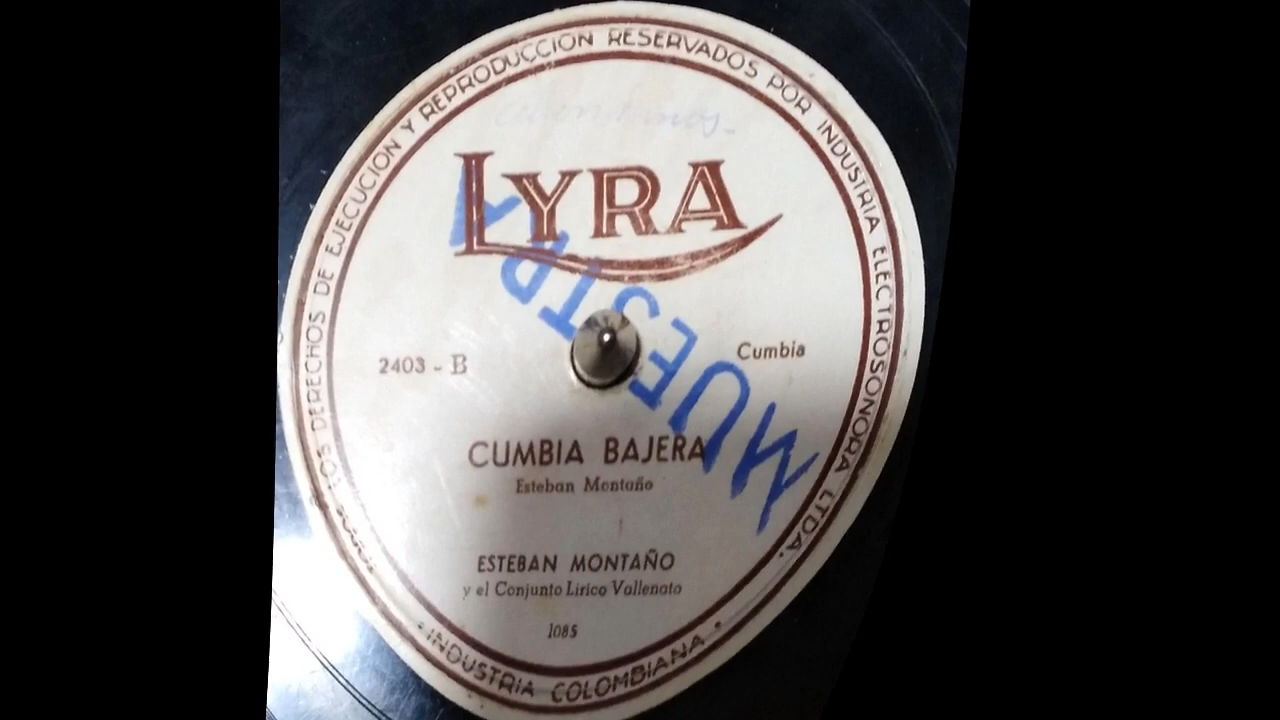 TODOS LOS DERECHOS DE EJECUCION Y REPRODUCCION RESERVADOS POR INDUSTRIA ELECTROSONORA LTDA.
LYRA
MUESTRA
2403 - B
Cumbia
CUMBIA BAJERA
Esteban Montaño
ESTEBAN MONTAÑO
y el Conjunto Lirico Vallenato
1085
• INDUSTRIA COLOMBIANA •